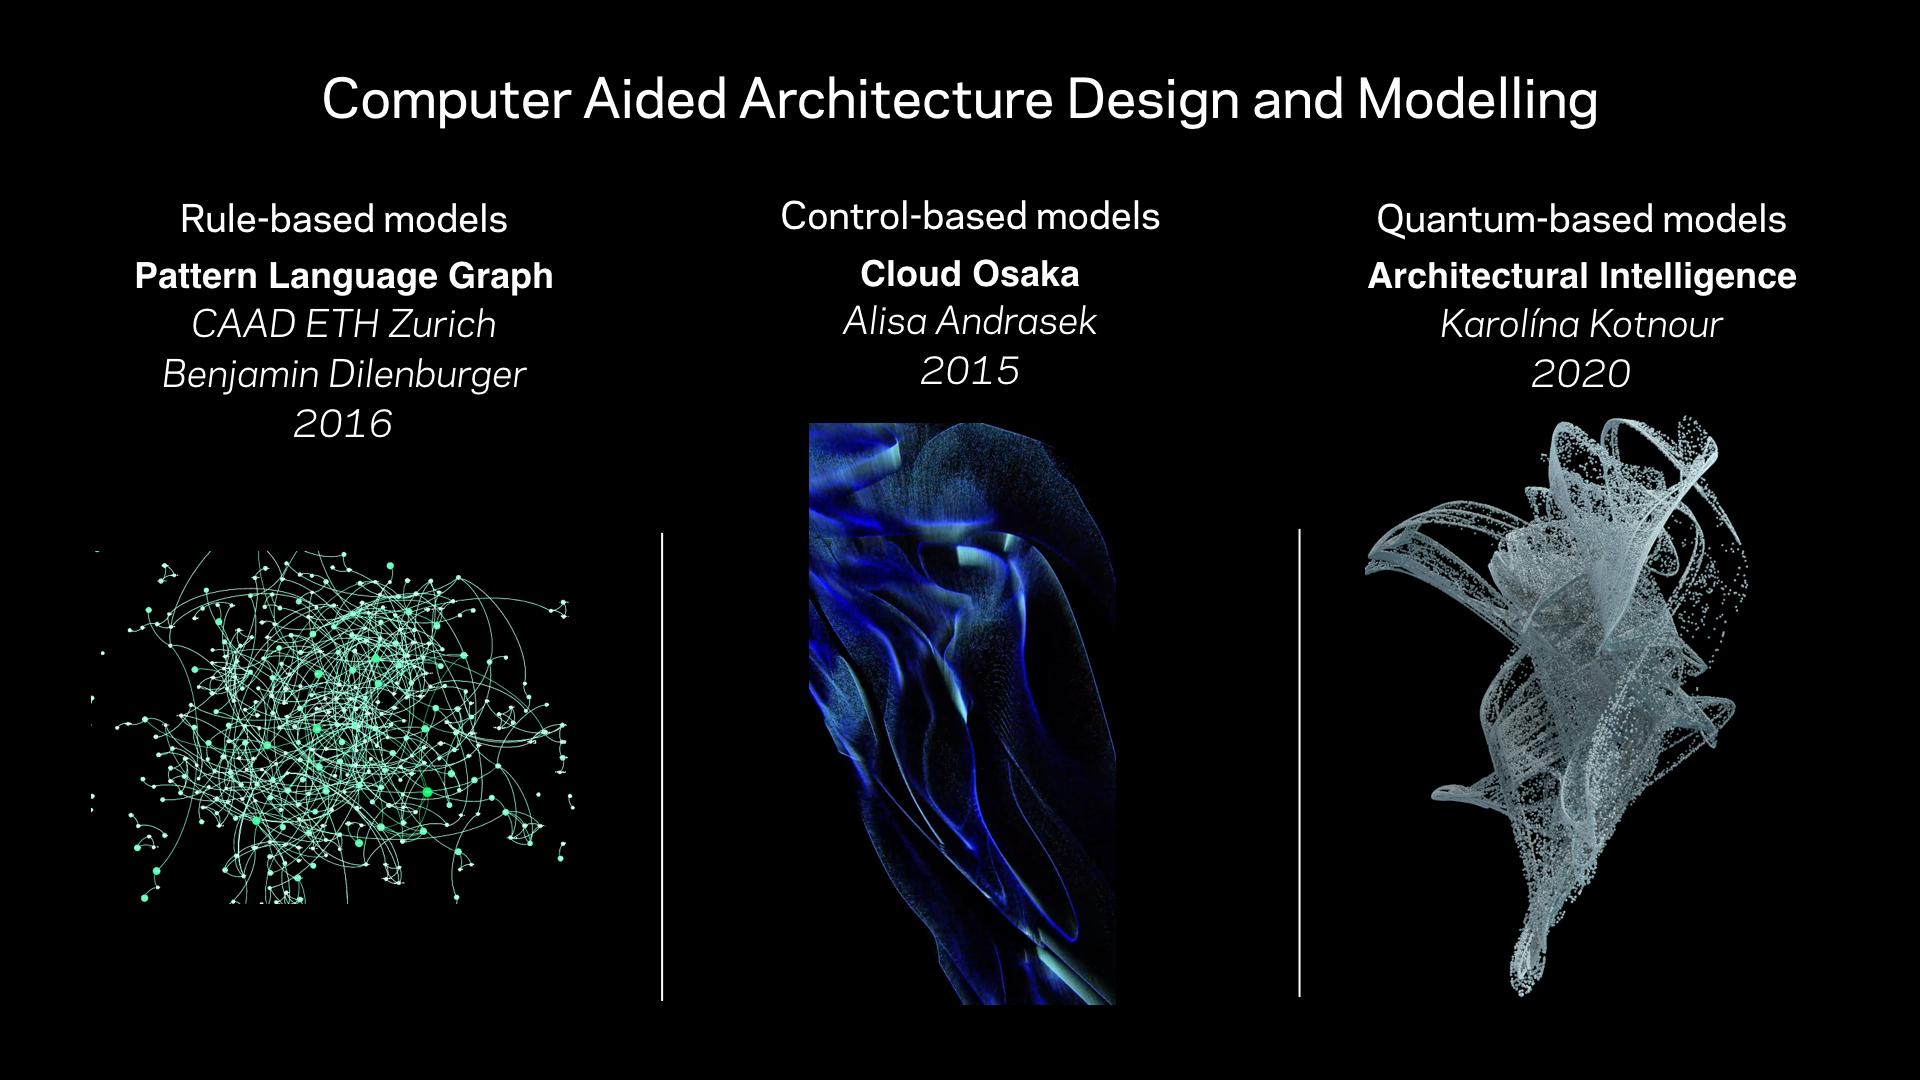 Computer Aided Architecture Design and Modelling
Rule-based models
Pattern Language Graph
CAAD ETH Zurich
Benjamin Dilenburger
2016
Control-based models
Cloud Osaka
Alisa Andrasek
2015
Quantum-based models
Architectural Intelligence
Karolína Kotnour
2020